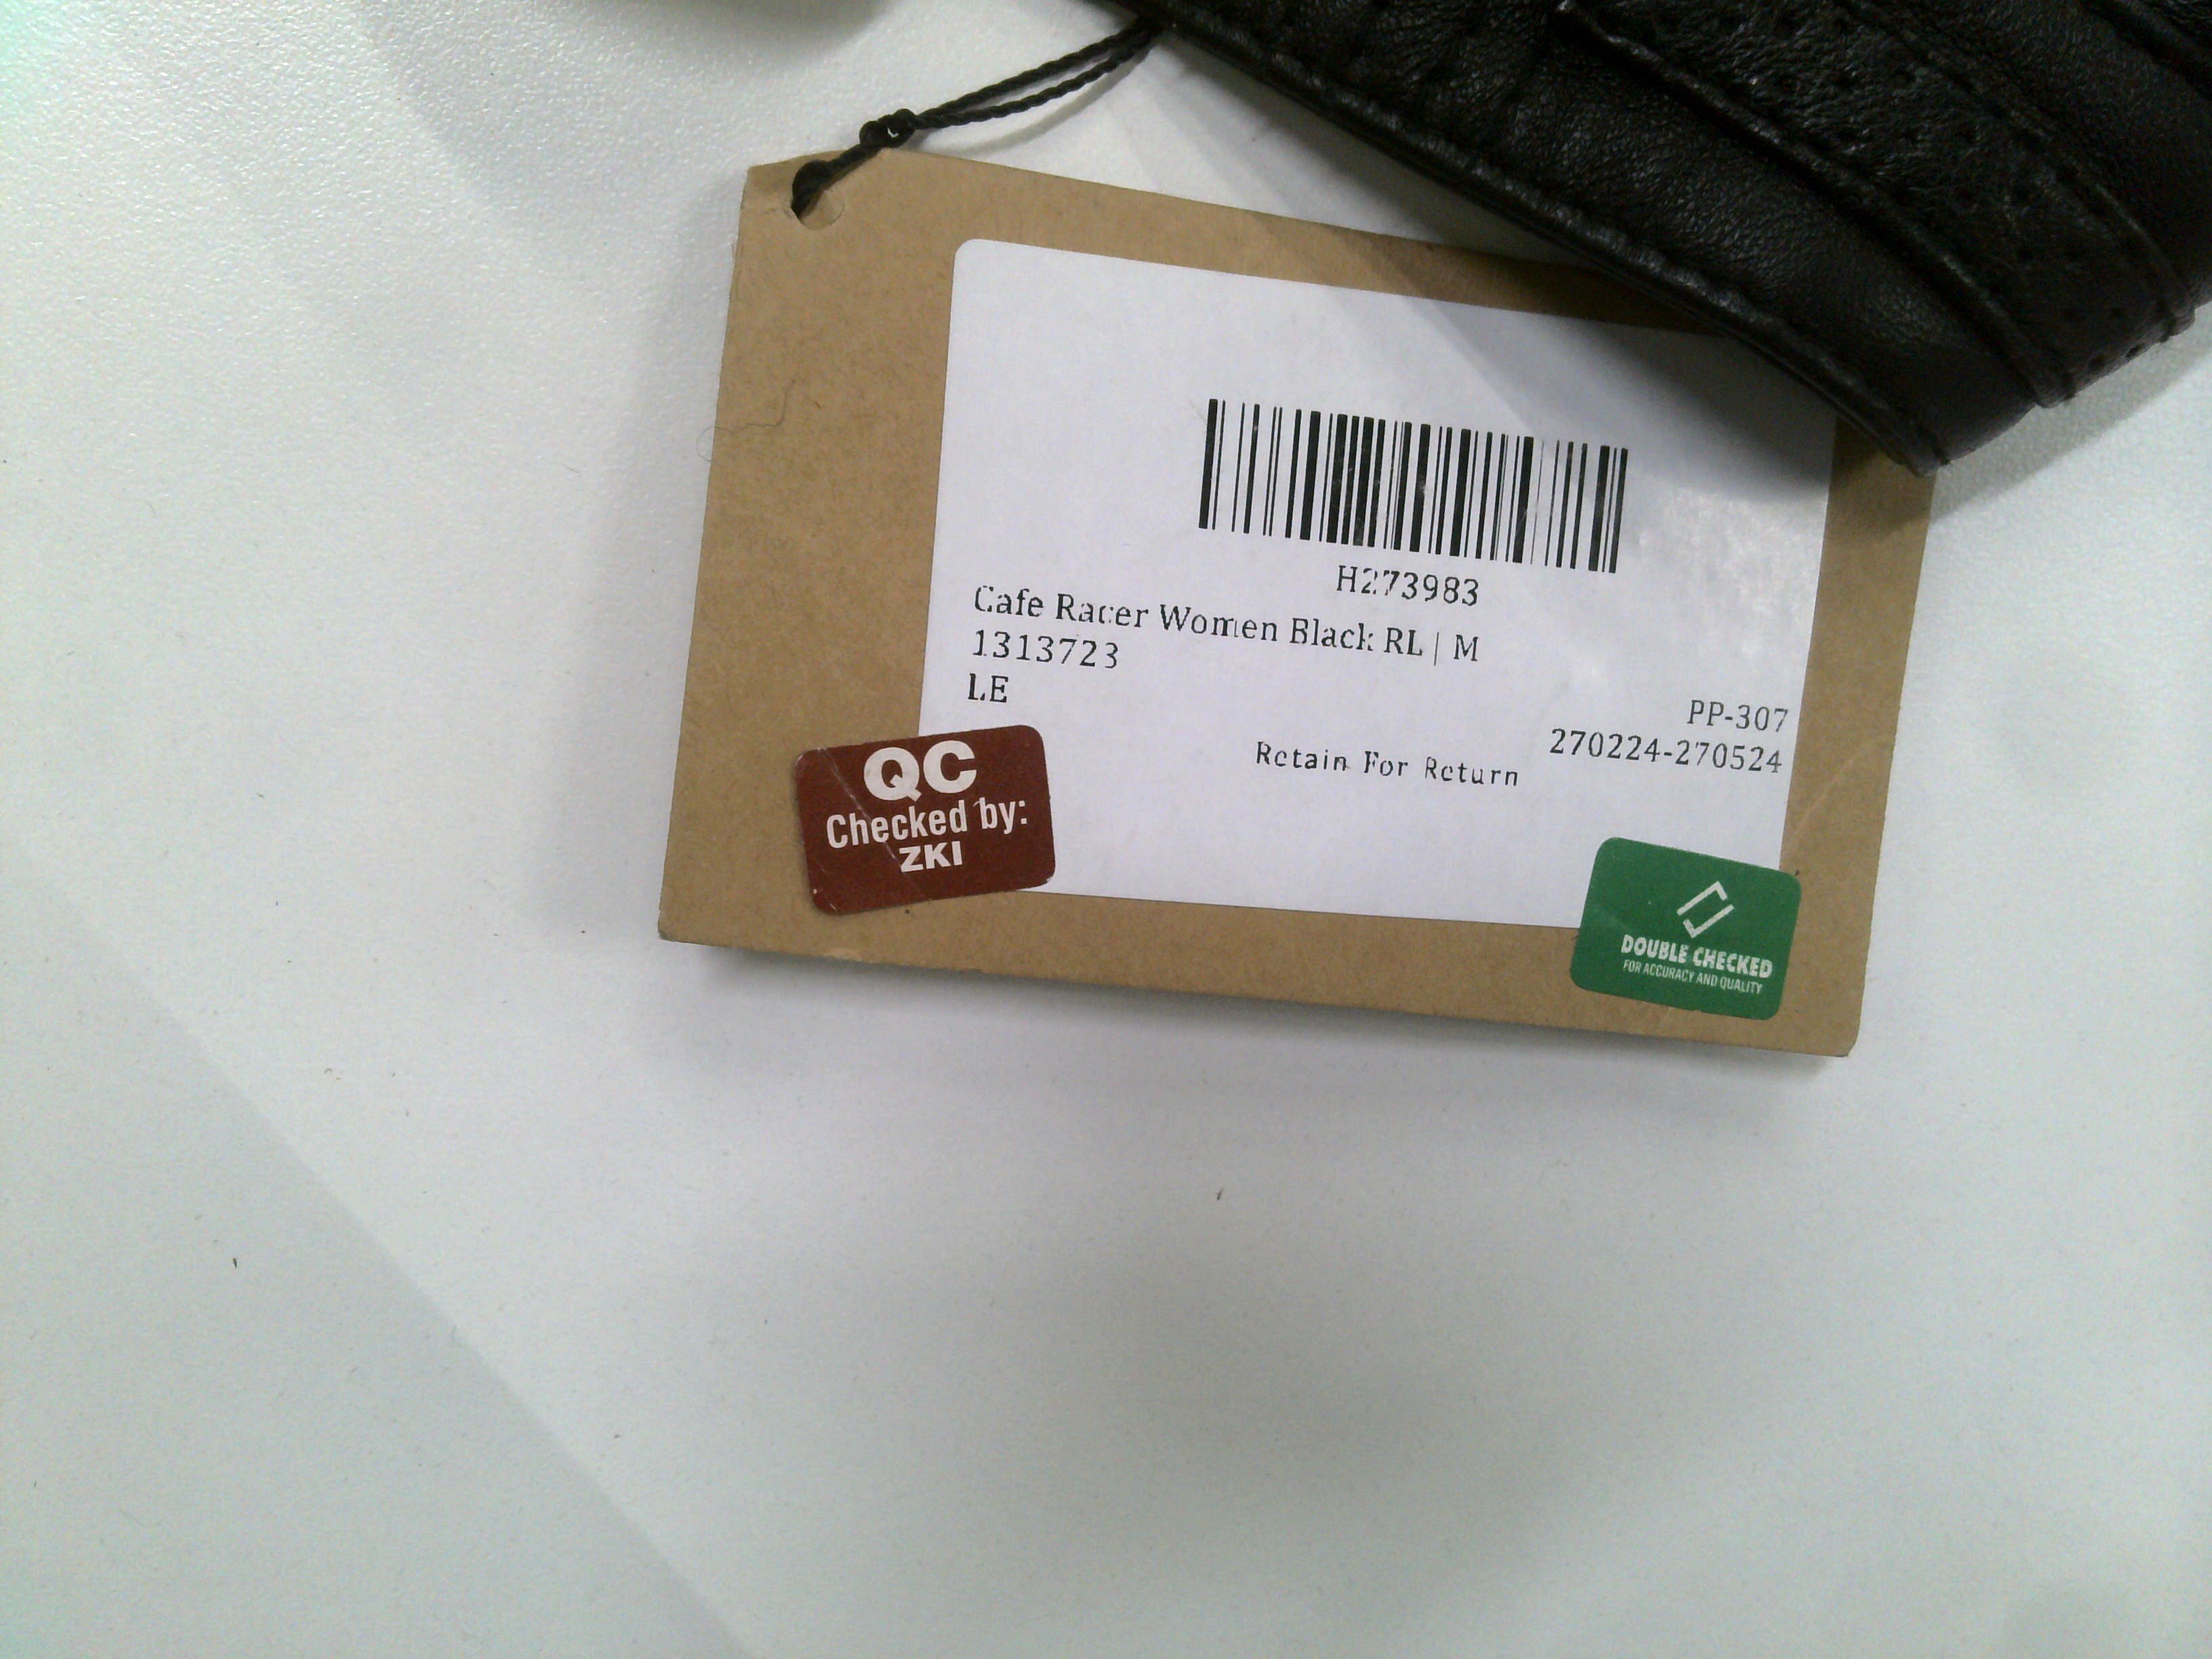 H273983
Cafe Racer Women Black RL | M
1313723
LE
PP-307
270224-270524
Retain For Return
QC
Checked by:
ZKI
DOUBLE CHECKED
FOR ACCURACY AND QUALITY